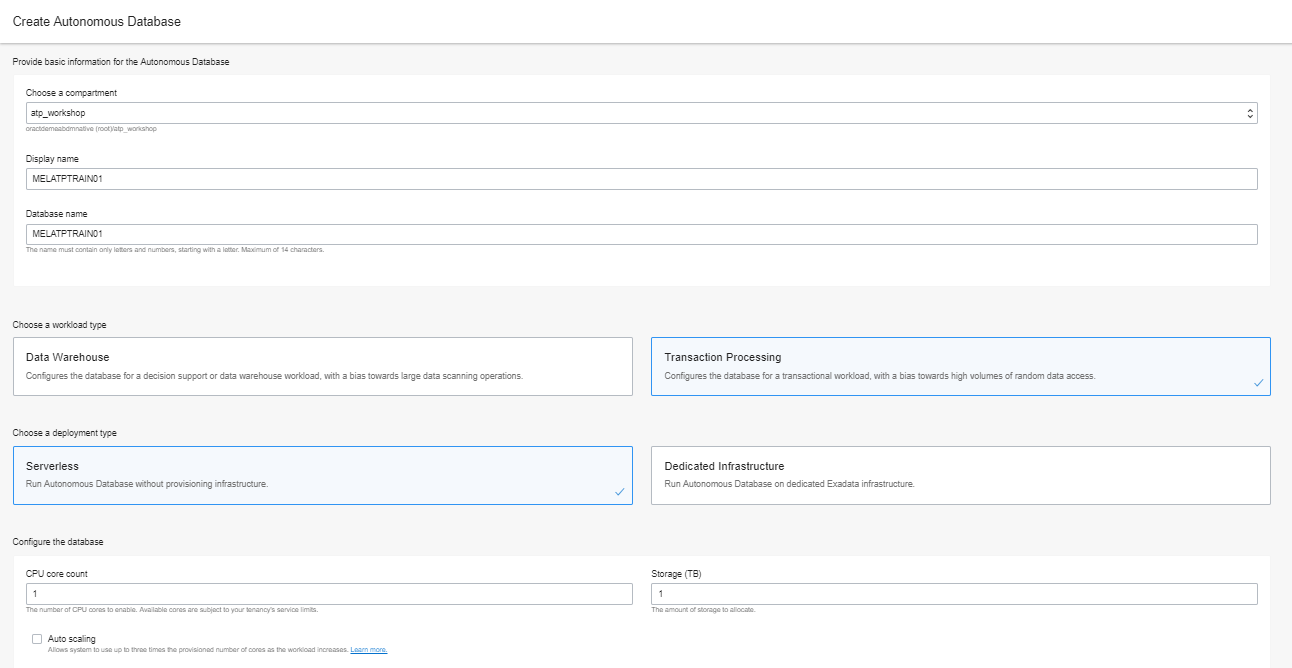 Create Autonomous Database
Provide basic information for the Autonomous Database
Choose a compartment
atp_workshop
oractdemeabdmnative (root)/atp_workshop
Display name
MELATPTRAIN01
Database name
MELATPTRAIN01
The name must contain only letters and numbers, starting with a letter. Maximum of 14 characters.
Choose a workload type
Data Warehouse
Configures the database for a decision support or data warehouse workload, with a bias towards large data scanning operations.
Transaction Processing
Configures the database for a transactional workload, with a bias towards high volumes of random data access.
Choose a deployment type
Serverless
Run Autonomous Database without provisioning infrastructure.
Dedicated Infrastructure
Run Autonomous Database on dedicated Exadata infrastructure.
Configure the database
CPU core count
1
The number of CPU cores to enable. Available cores are subject to your tenancy's service limits.
Storage (TB)
1
The amount of storage to allocate.
Auto scaling
Allows system to use up to three times the provisioned number of cores as the workload increases. Learn more.